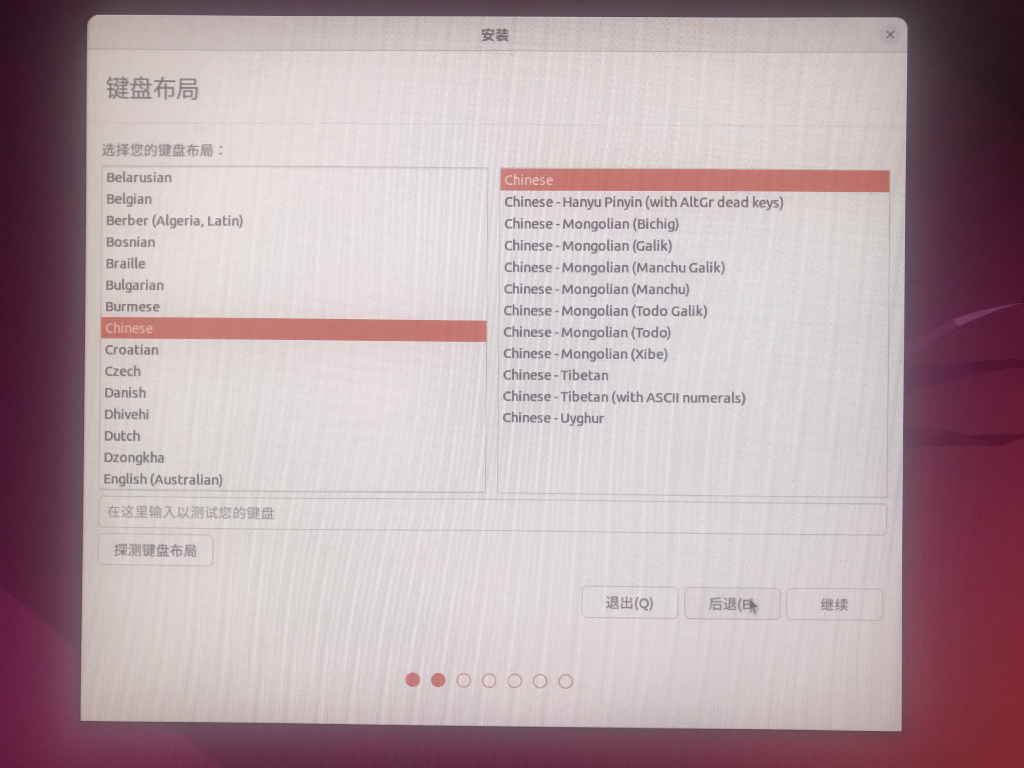 安装
键盘布局
选择您的键盘布局：
Belarusian
Belgian
Berber (Algeria, Latin)
Bosnian
Braille
Bulgarian
Burmese
Chinese
Croatian
Czech
Danish
Dhivehi
Dutch
Dzongkha
English (Australian)
Chinese
Chinese - Hanyu Pinyin (with AltGr dead keys)
Chinese - Mongolian (Bichig)
Chinese - Mongolian (Galik)
Chinese - Mongolian (Manchu Galik)
Chinese - Mongolian (Manchu)
Chinese - Mongolian (Todo Galik)
Chinese - Mongolian (Todo)
Chinese - Mongolian (Xibe)
Chinese - Tibetan
Chinese - Tibetan (with ASCII numerals)
Chinese - Uyghur
在这里输入以测试您的键盘
探测键盘布局
退出(Q)
后退(B)
继续